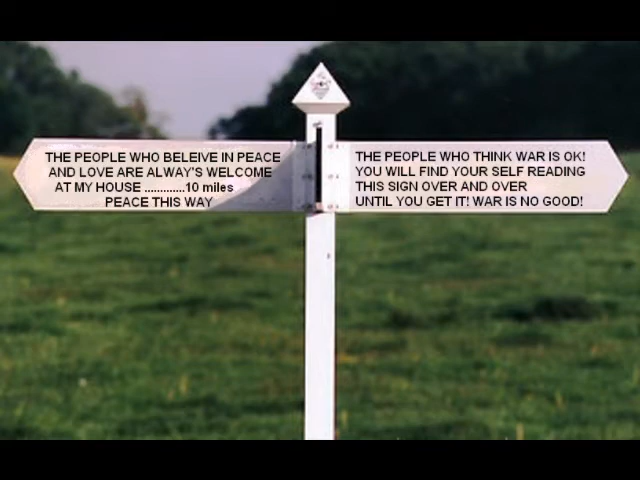 THE PEOPLE WHO BELEIVE IN PEACE
AND LOVE ARE ALWAY'S WELCOME
AT MY HOUSE .............10 miles
PEACE THIS WAY
THE PEOPLE WHO THINK WAR IS OK!
YOU WILL FIND YOUR SELF READING
THIS SIGN OVER AND OVER
UNTIL YOU GET IT! WAR IS NO GOOD!